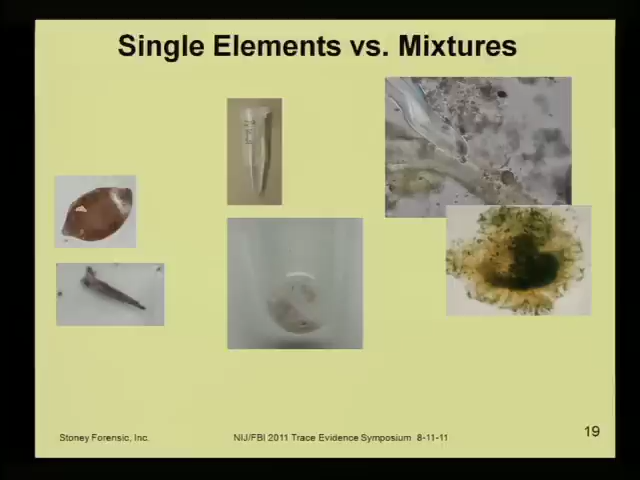 Single Elements vs. Mixtures
Stoney Forensic, Inc.
NIJ/FBI 2011 Trace Evidence Symposium 8-11-11
19